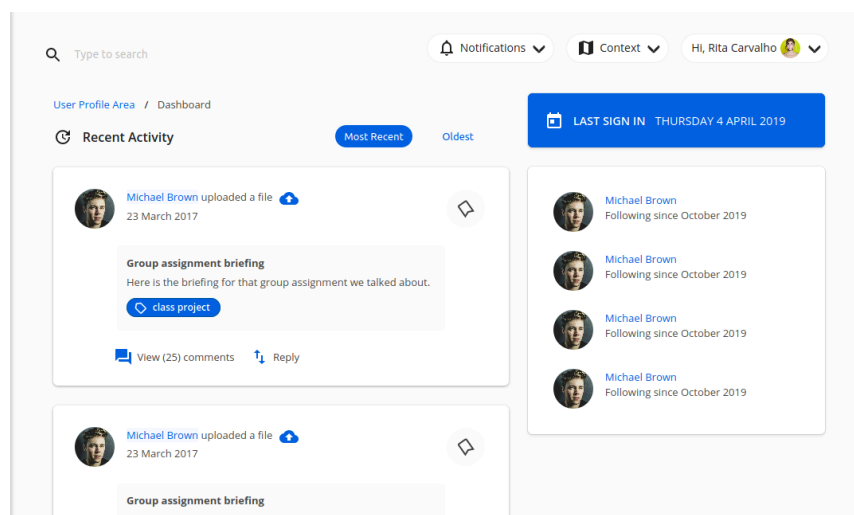 Type to search
Notifications
Context
Hi, Rita Carvalho
User Profile Area / Dashboard
Recent Activity
Most Recent
Oldest
LAST SIGN IN THURSDAY 4 APRIL 2019
Michael Brown uploaded a file
23 March 2017
Group assignment briefing
Here is the briefing for that group assignment we talked about.
class project
View (25) comments
Reply
Michael Brown uploaded a file
23 March 2017
Group assignment briefing
Michael Brown
Following since October 2019
Michael Brown
Following since October 2019
Michael Brown
Following since October 2019
Michael Brown
Following since October 2019